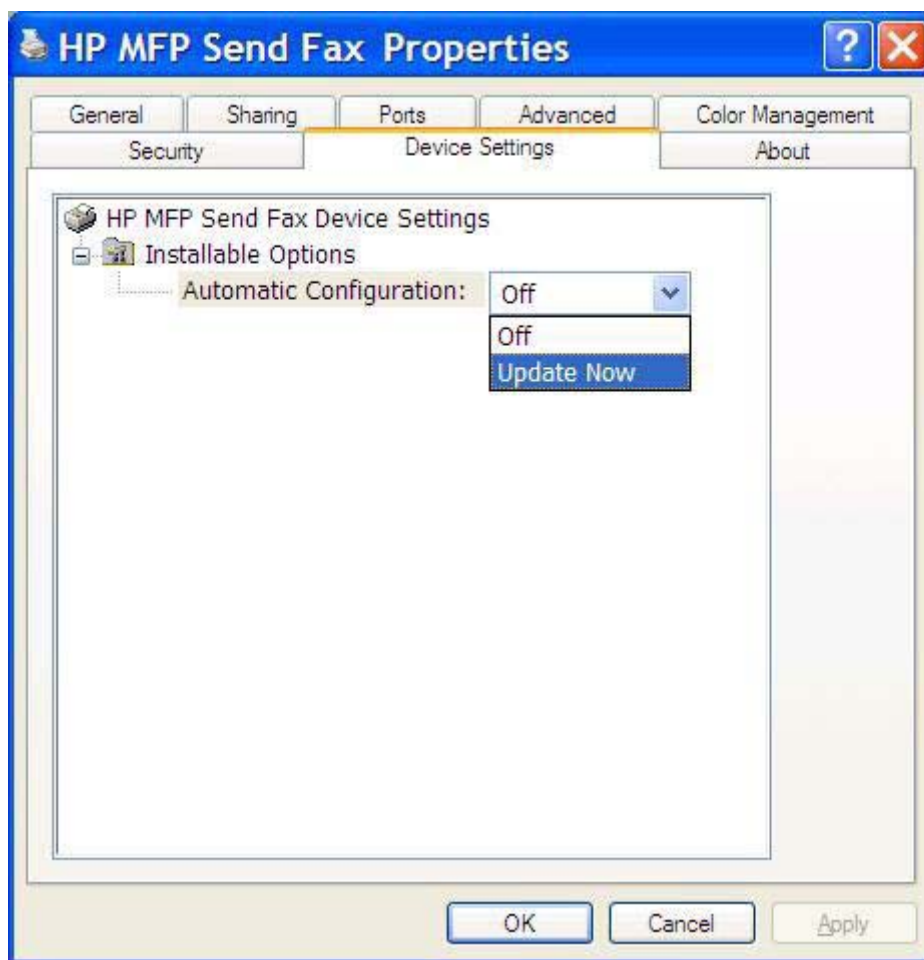 HP MFP Send Fax Properties
General Sharing Ports Advanced Color Management
Security Device Settings About
HP MFP Send Fax Device Settings
Installable Options
Automatic Configuration: Off
Off
Update Now
OK Cancel Apply